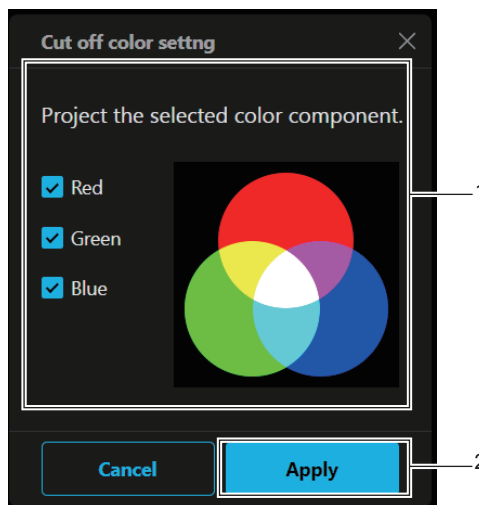 Cut off color settng
Project the selected color component.
1
Red
Green
Blue
Cancel
Apply
2